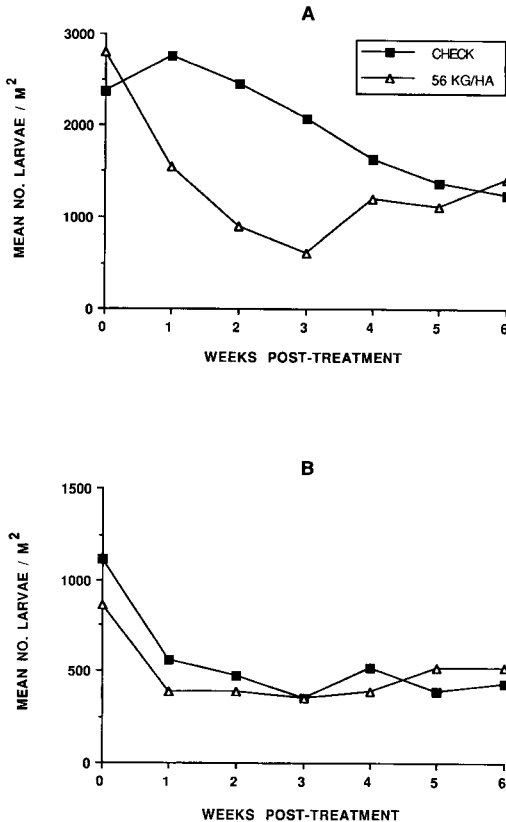 A
3000
2000
1000
0
MEAN NO. LARVAE / M²
CHECK
56 KG/HA
0 1 2 3 4 5 6
WEEKS POST-TREATMENT
B
1500
1000
500
0
MEAN NO. LARVAE / M²
0 1 2 3 4 5 6
WEEKS POST-TREATMENT